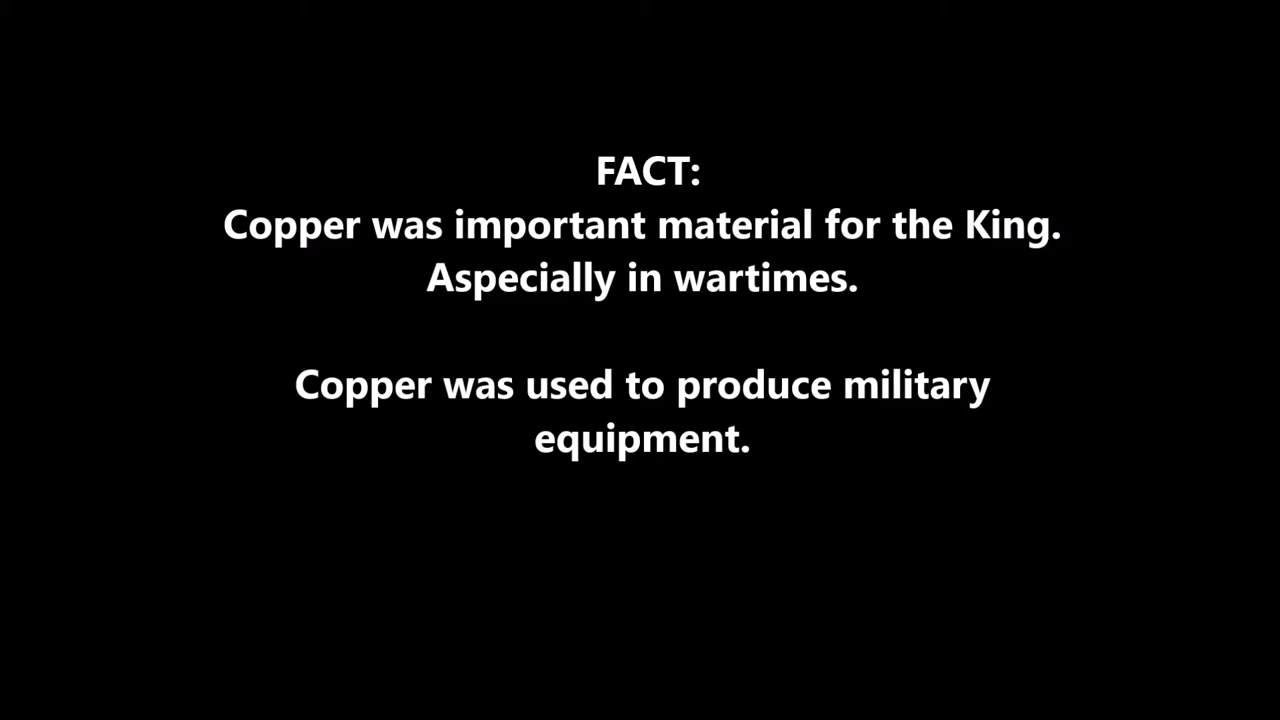 FACT:
Copper was important material for the King.
Aspecially in wartimes.
Copper was used to produce military
equipment.